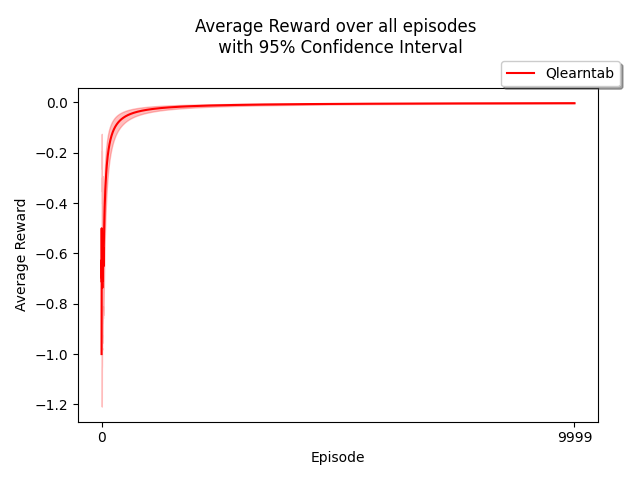 Average Reward over all episodes
with 95% Confidence Interval
Qlearntab
0.0
−0.2
−0.4
−0.6
−0.8
−1.0
−1.2
Average Reward
0
9999
Episode